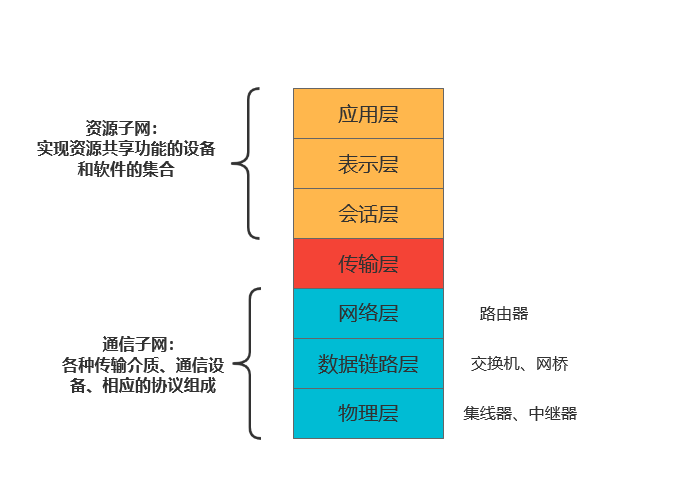 资源子网：
实现资源共享功能的设备
和软件的集合
应用层
表示层
会话层
传输层
通信子网：
各种传输介质、通信设
备、相应的协议组成
网络层
路由器
数据链路层
交换机、网桥
物理层
集线器、中继器